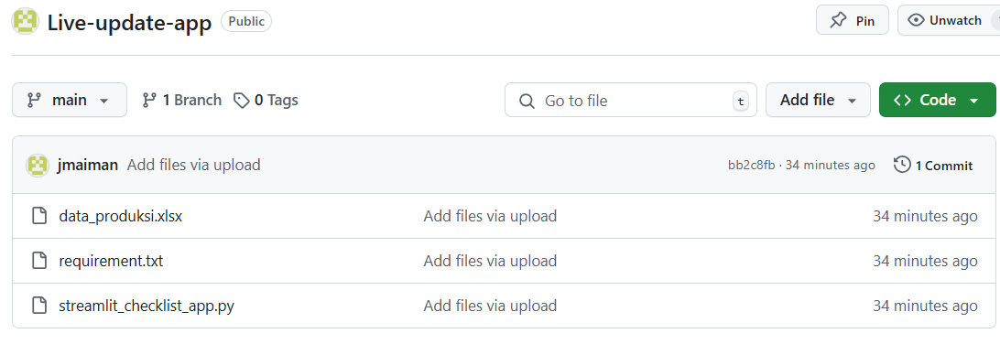 Live-update-app Public Pin Unwatch
main 1 Branch 0 Tags Go to file t Add file Code
jmaiman Add files via upload bb2c8fb · 34 minutes ago 1 Commit
data_produksi.xlsx Add files via upload 34 minutes ago
requirement.txt Add files via upload 34 minutes ago
streamlit_checklist_app.py Add files via upload 34 minutes ago